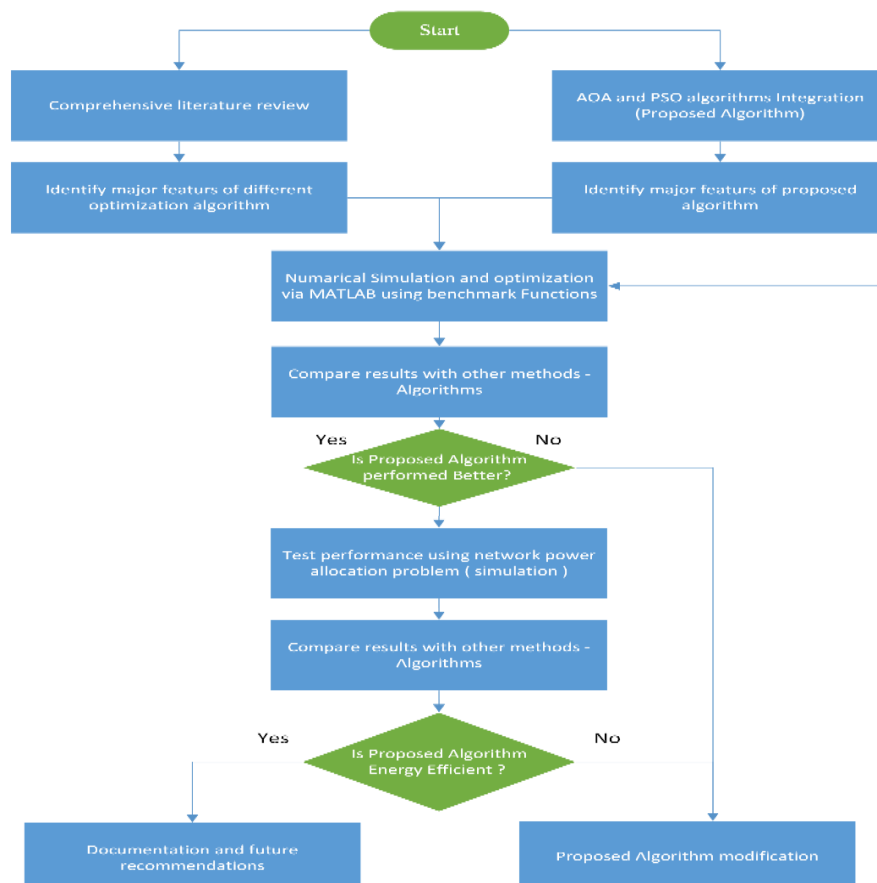 Start
Comprehensive literature review
AOA and PSO algorithms Integration
(Proposed Algorithm)
Identify major featurs of different
optimization algorithm
Identify major featurs of proposed
algorithm
Numarical Simulation and optimization
via MATLAB using benchmark Functions
Compare results with other methods -
Algorithms
Yes
No
Is Proposed Algorithm
performed Better?
Test performance using network power
allocation problem ( simulation )
Compare results with other methods -
Algorithms
Yes
No
Is Proposed Algorithm
Energy Efficient ?
Documentation and future
recommendations
Proposed Algorithm modification